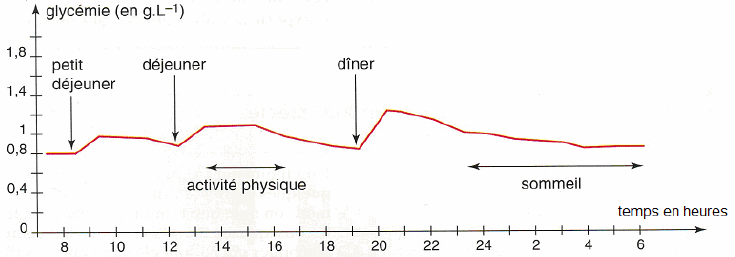 glycémie (en g.L–1)
petit
déjeuner
déjeuner
dîner
1,8
1,4
1
0,8
0,4
0
activité physique
sommeil
temps en heures
8 10 12 14 16 18 20 22 24 2 4 6